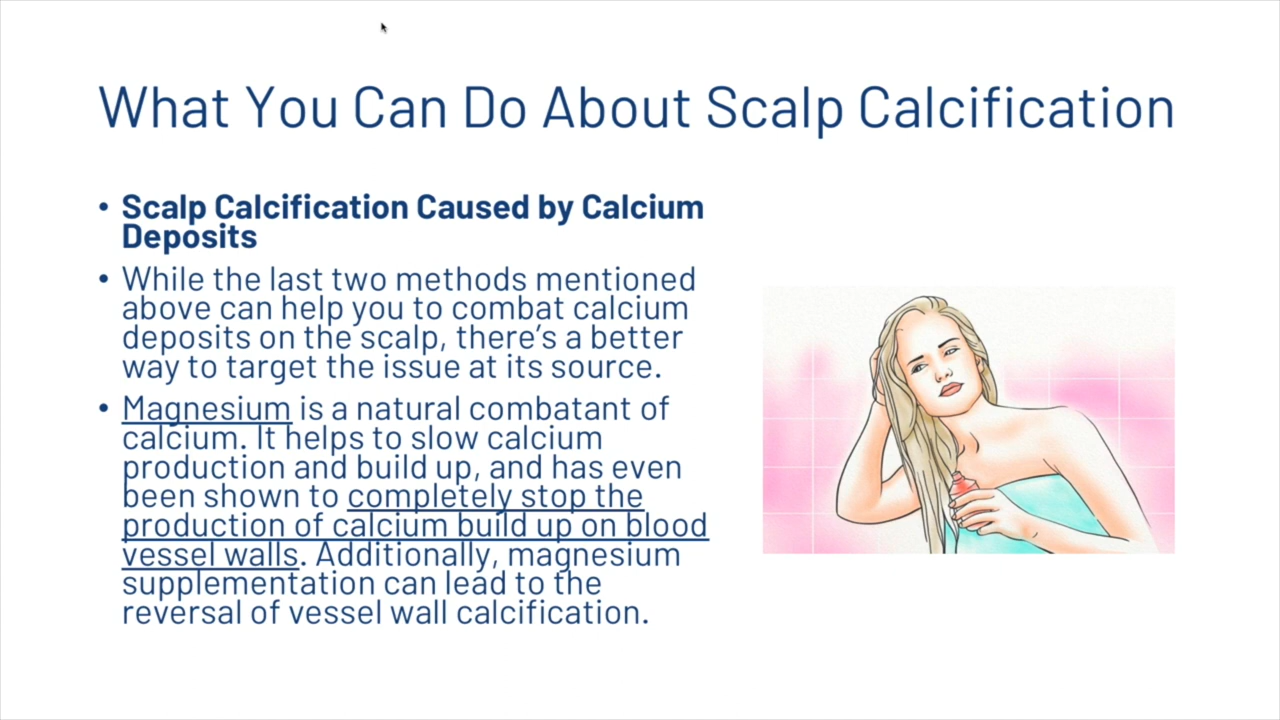 What You Can Do About Scalp Calcification
• Scalp Calcification Caused by Calcium
Deposits
• While the last two methods mentioned
above can help you to combat calcium
deposits on the scalp, there’s a better
way to target the issue at its source.
• Magnesium is a natural combatant of
calcium. It helps to slow calcium
production and build up, and has even
been shown to completely stop the
production of calcium build up on blood
vessel walls. Additionally, magnesium
supplementation can lead to the
reversal of vessel wall calcification.